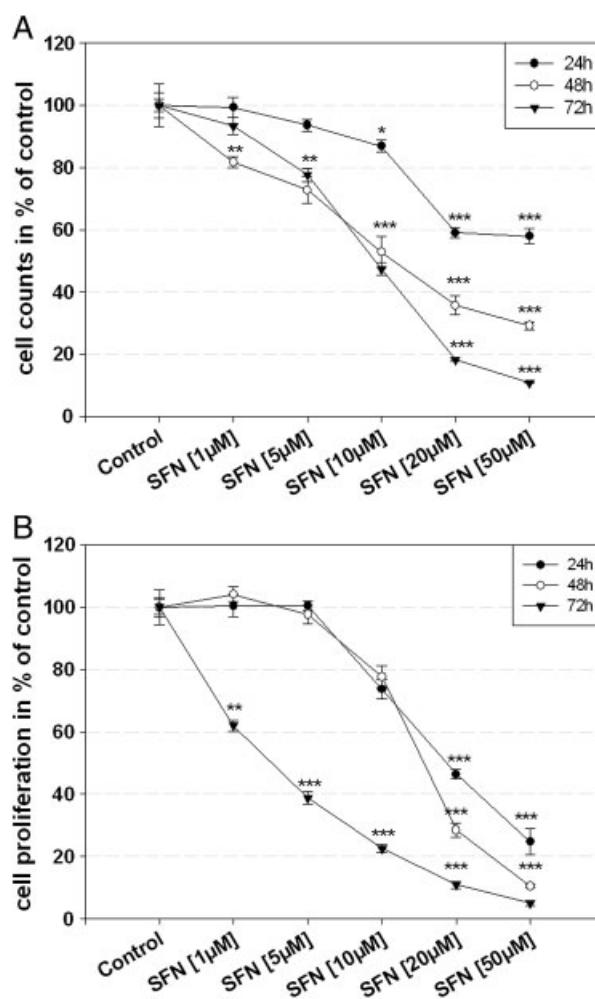 A
120
100
80
60
40
20
0
cell counts in % of control
24h
48h
72h
*
** **
***
*** ***
*** ***
*** ***
Control
SFN [1µM]
SFN [5µM]
SFN [10µM]
SFN [20µM]
SFN [50µM]
B
120
100
80
60
40
20
0
cell proliferation in % of control
24h
48h
72h
**
***
*** ***
*** *** ***
***
Control
SFN [1µM]
SFN [5µM]
SFN [10µM]
SFN [20µM]
SFN [50µM]